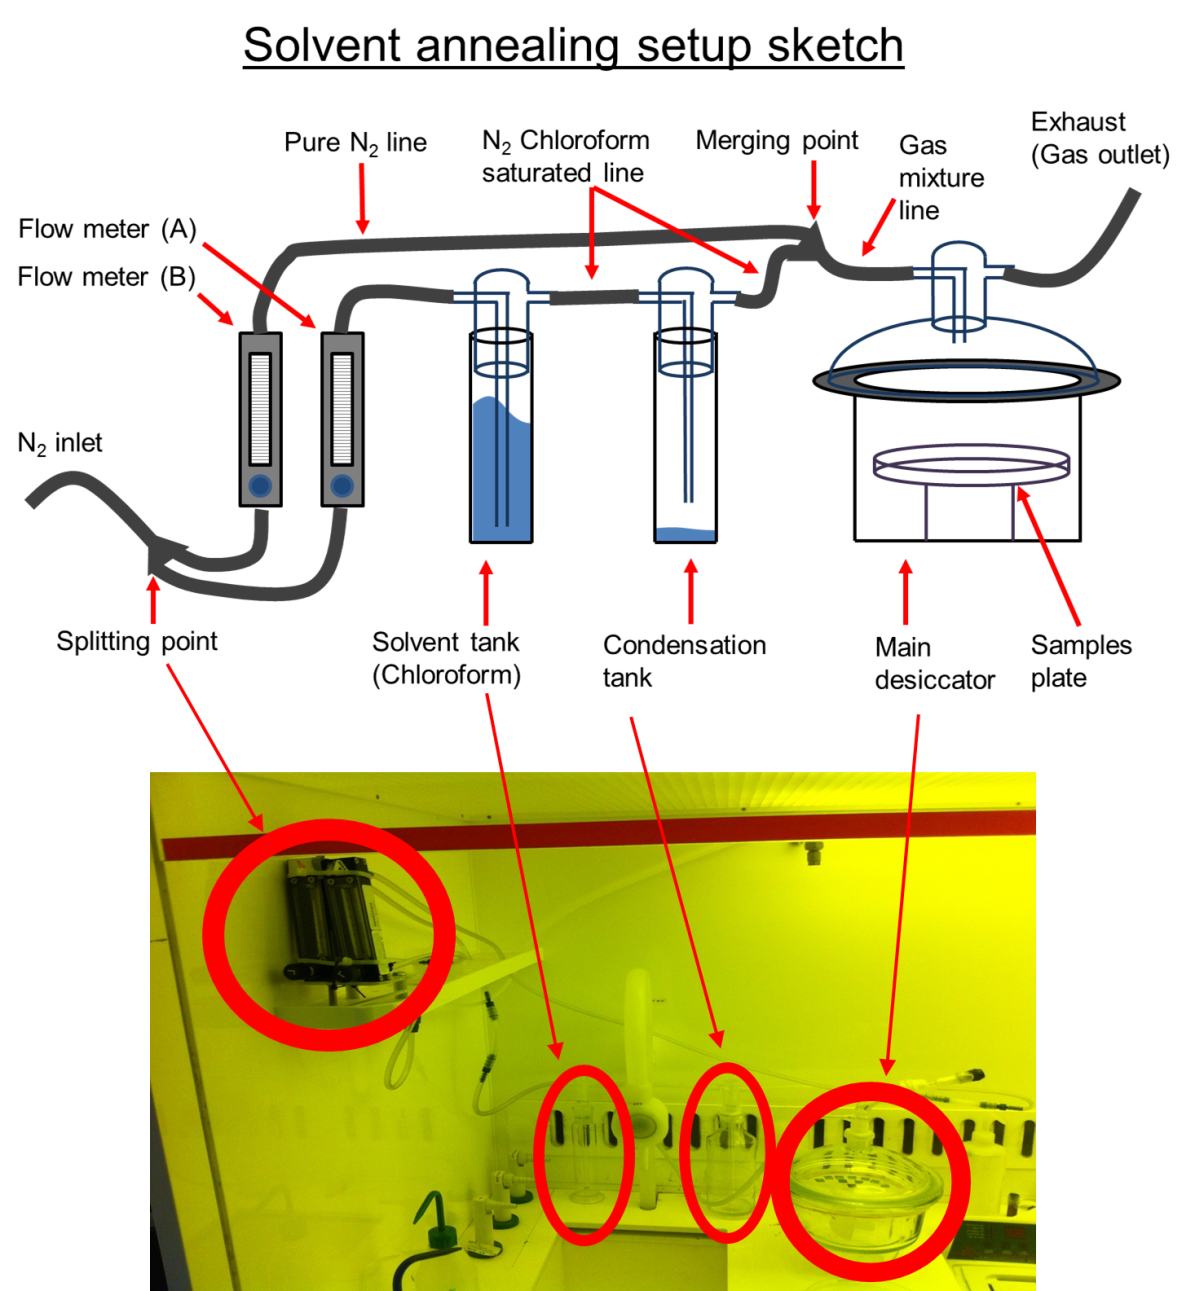 Solvent annealing setup sketch
Pure N₂ line
N₂ Chloroform
saturated line
Merging point
Gas
mixture
line
Exhaust
(Gas outlet)
Flow meter (A)
Flow meter (B)
N₂ inlet
Splitting point
Solvent tank
(Chloroform)
Condensation
tank
Main
desiccator
Samples
plate